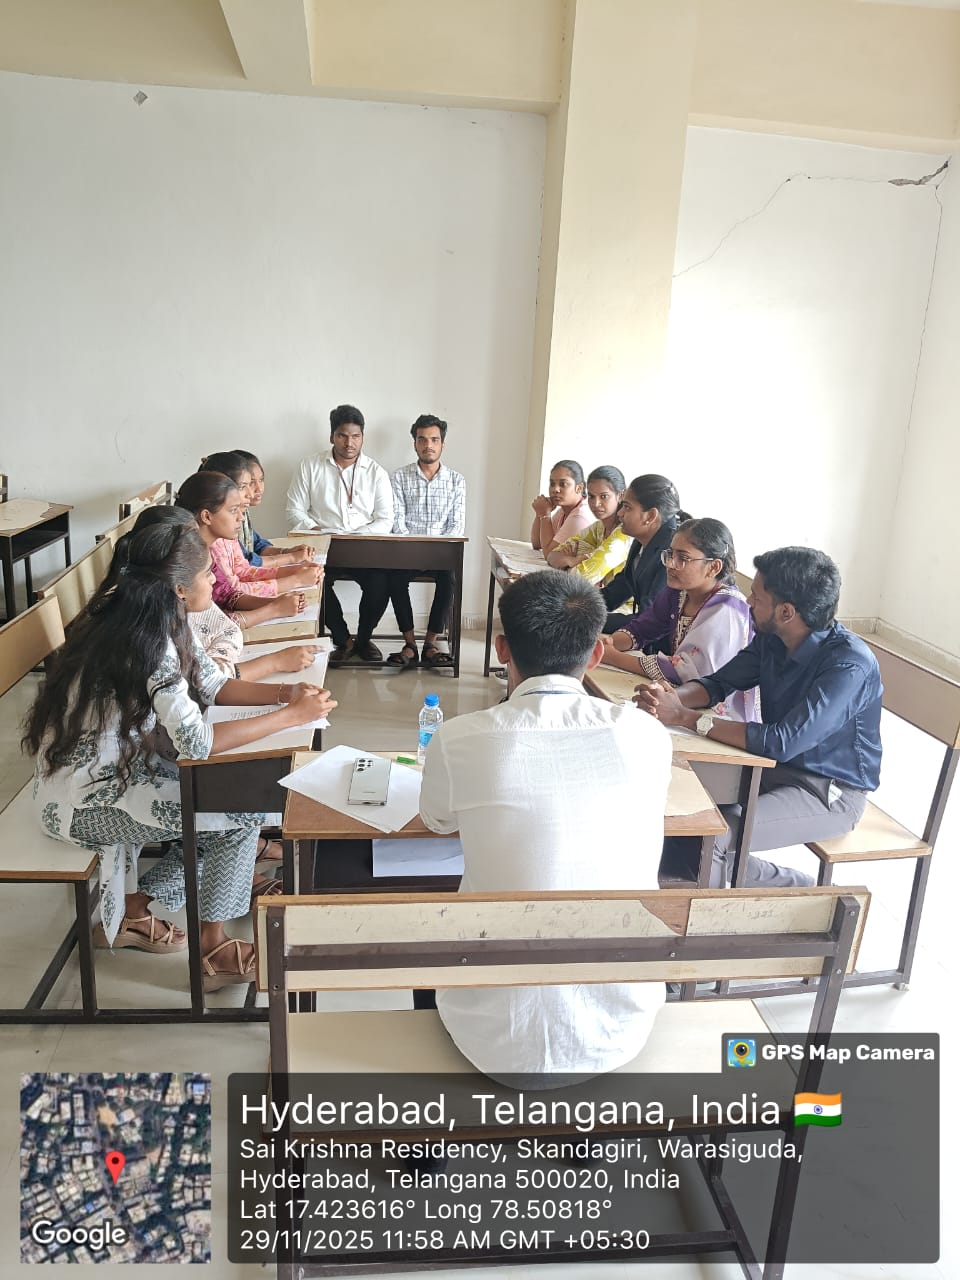 GPS Map Camera
Hyderabad, Telangana, India
Sai Krishna Residency, Skandagiri, Warasiguda,
Hyderabad, Telangana 500020, India
Lat 17.423616° Long 78.50818°
29/11/2025 11:58 AM GMT +05:30
Google